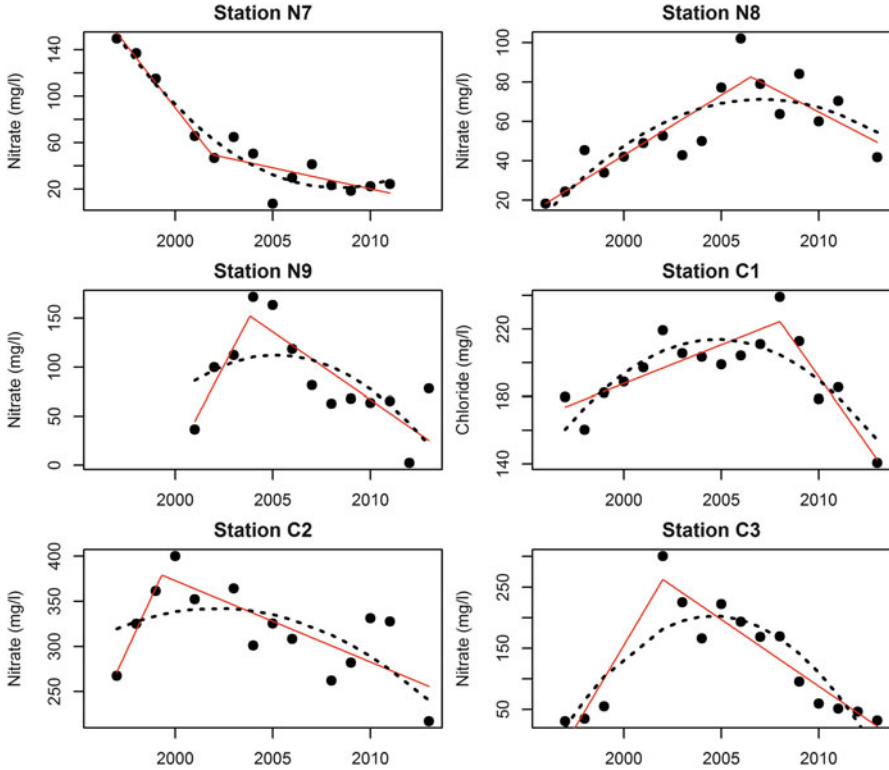 Station N7
Nitrate (mg/l)
20 60 100 140
2000 2005 2010
Station N8
Nitrate (mg/l)
20 40 60 80 100
2000 2005 2010
Station N9
Nitrate (mg/l)
0 50 100 150
2000 2005 2010
Station C1
Chloride (mg/l)
140 180 220
2000 2005 2010
Station C2
Nitrate (mg/l)
250 300 350 400
2000 2005 2010
Station C3
Nitrate (mg/l)
50 150 250
2000 2005 2010